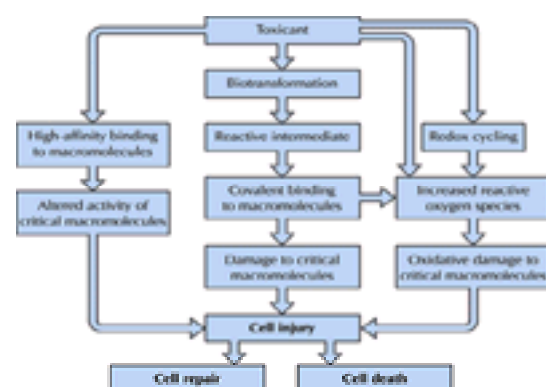 Toxicant
Biotransformation
High-affinity binding
to macromolecules
Reactive intermediate
Redox cycling
Altered activity of
critical macromolecules
Covalent binding
to macromolecules
Increased reactive
oxygen species
Damage to critical
macromolecules
Oxidative damage to
critical macromolecules
Cell injury
Cell repair
Cell death